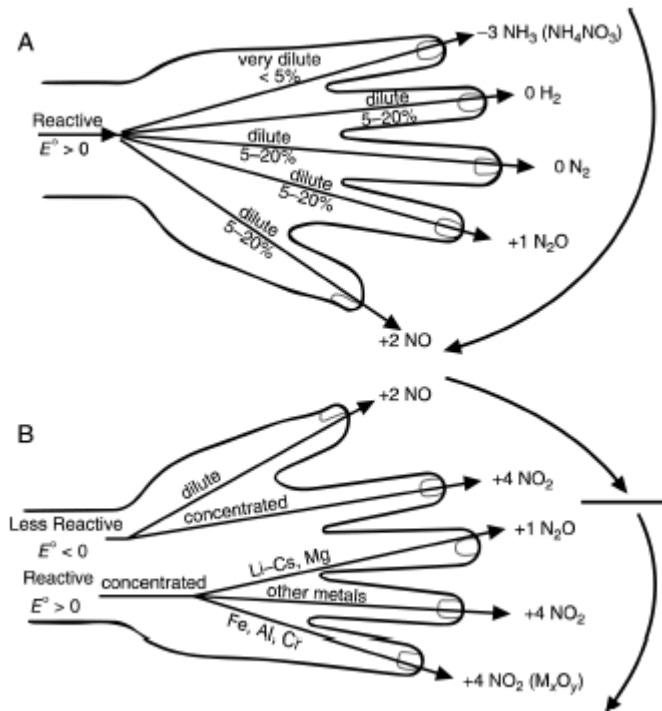 A
−3 NH₃ (NH₄NO₃)
very dilute
< 5%
0 H₂
dilute
5–20%
Reactive
E° > 0
dilute
5–20%
0 N₂
dilute
5–20%
+1 N₂O
dilute
5–20%
+2 NO
+2 NO
B
dilute
+4 NO₂
concentrated
Less Reactive
E° < 0
+1 N₂O
Li–Cs, Mg
Reactive
concentrated
E° > 0
other metals
+4 NO₂
Fe, Al, Cr
+4 NO₂ (MₓOᵧ)